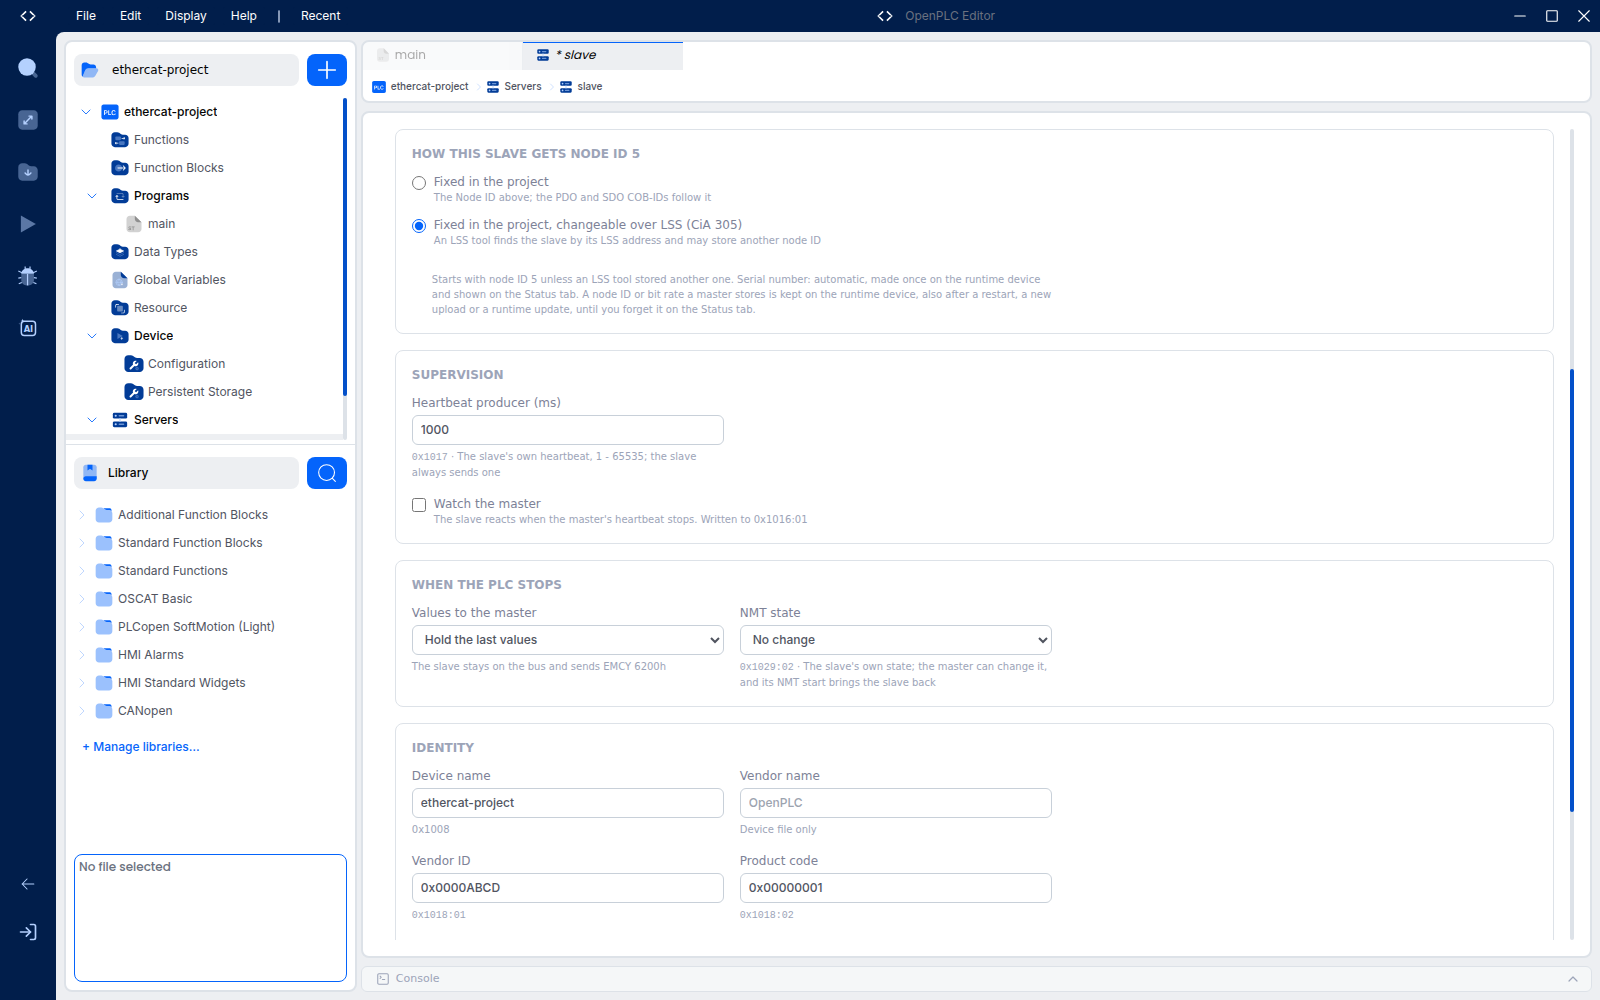 File Edit Display Help | Recent
OpenPLC Editor
ethercat-project
ethercat-project
Functions
Function Blocks
Programs
main
Data Types
Global Variables
Resource
Device
Configuration
Persistent Storage
Servers
Library
Additional Function Blocks
Standard Function Blocks
Standard Functions
OSCAT Basic
PLCopen SoftMotion (Light)
HMI Alarms
HMI Standard Widgets
CANopen
+ Manage libraries...
No file selected
main
* slave
ethercat-project Servers slave
HOW THIS SLAVE GETS NODE ID 5
Fixed in the project
The Node ID above; the PDO and SDO COB-IDs follow it
Fixed in the project, changeable over LSS (CiA 305)
An LSS tool finds the slave by its LSS address and may store another node ID
Starts with node ID 5 unless an LSS tool stored another one. Serial number: automatic, made once on the runtime device
and shown on the Status tab. A node ID or bit rate a master stores is kept on the runtime device, also after a restart, a new
upload or a runtime update, until you forget it on the Status tab.
SUPERVISION
Heartbeat producer (ms)
1000
0x1017 · The slave's own heartbeat, 1 - 65535; the slave
always sends one
Watch the master
The slave reacts when the master's heartbeat stops. Written to 0x1016:01
WHEN THE PLC STOPS
Values to the master
Hold the last values
The slave stays on the bus and sends EMCY 6200h
NMT state
No change
0x1029:02 · The slave's own state; the master can change it,
and its NMT start brings the slave back
IDENTITY
Device name
ethercat-project
0x1008
Vendor name
OpenPLC
Device file only
Vendor ID
0x0000ABCD
0x1018:01
Product code
0x00000001
0x1018:02
Console